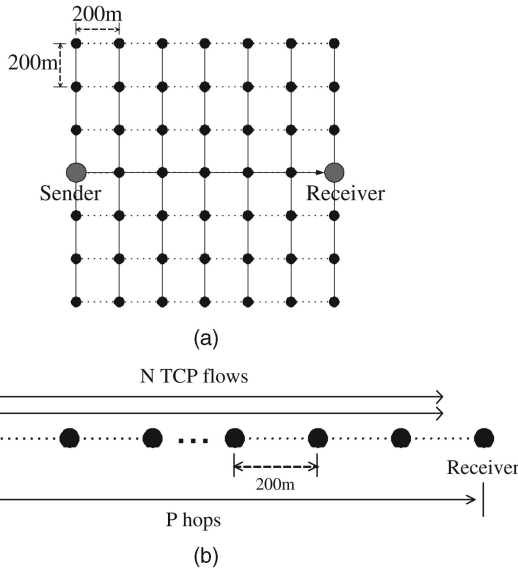 200m
200m
Sender
Receiver
(a)
N TCP flows
...
200m
Receiver
P hops
(b)